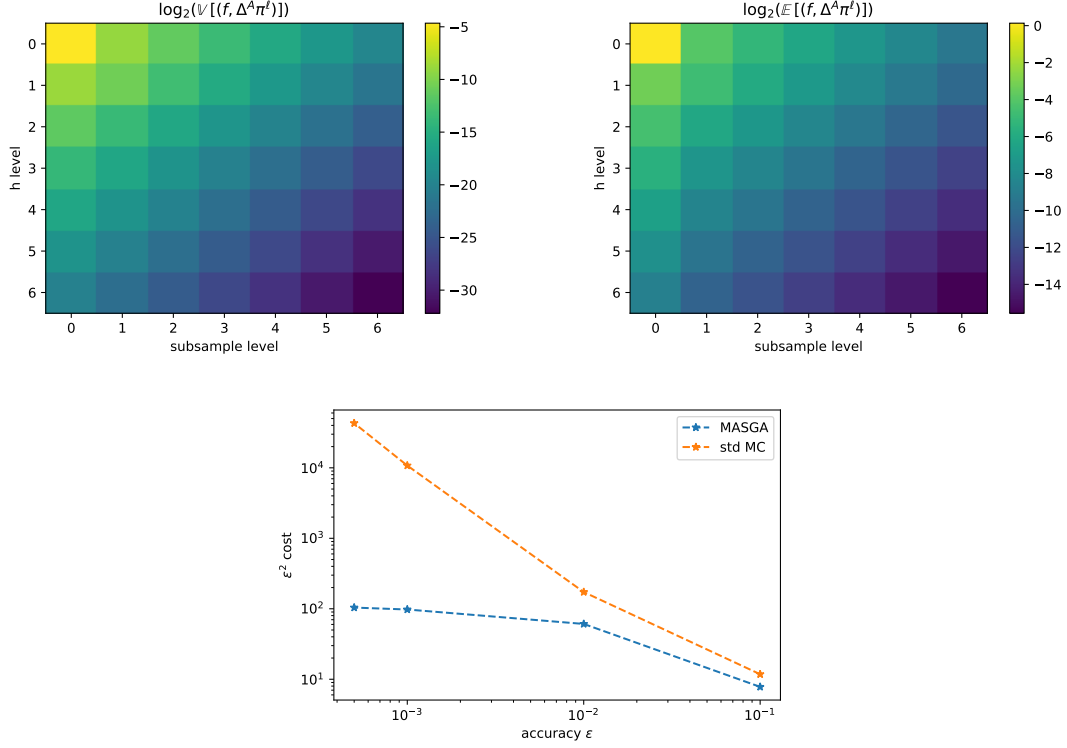 log₂(𝕍[(f, Δᴬπ^ℓ)])
0
1
2
3
4
5
6
h level
0 1 2 3 4 5 6
subsample level
−5
−10
−15
−20
−25
−30
log₂(𝔼[(f, Δᴬπ^ℓ)])
0
1
2
3
4
5
6
h level
0 1 2 3 4 5 6
subsample level
0
−2
−4
−6
−8
−10
−12
−14
MASGA
std MC
10⁴
10³
10²
10¹
ε² cost
10⁻³ 10⁻² 10⁻¹
accuracy ε